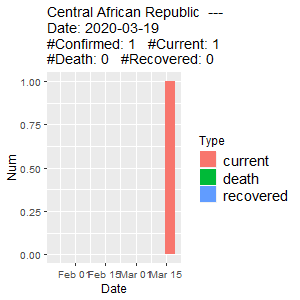 Central African Republic  ---
Date: 2020-03-19
#Confirmed: 1   #Current: 1
#Death: 0   #Recovered: 0
1.00
0.75
0.50
0.25
0.00
Num
Feb 01 Feb 15 Mar 01 Mar 15
Date
Type
current
death
recovered